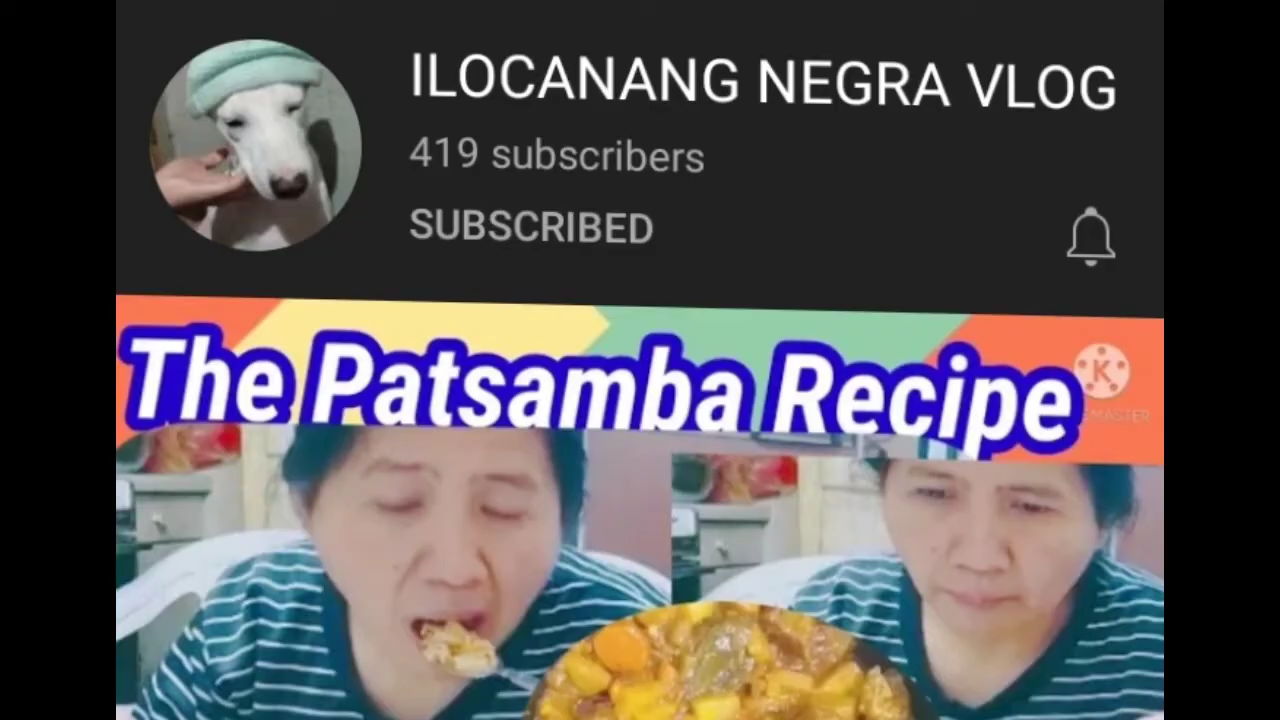 ILOCANANG NEGRA VLOG
419 subscribers
SUBSCRIBED
The Patsamba Recipe
K